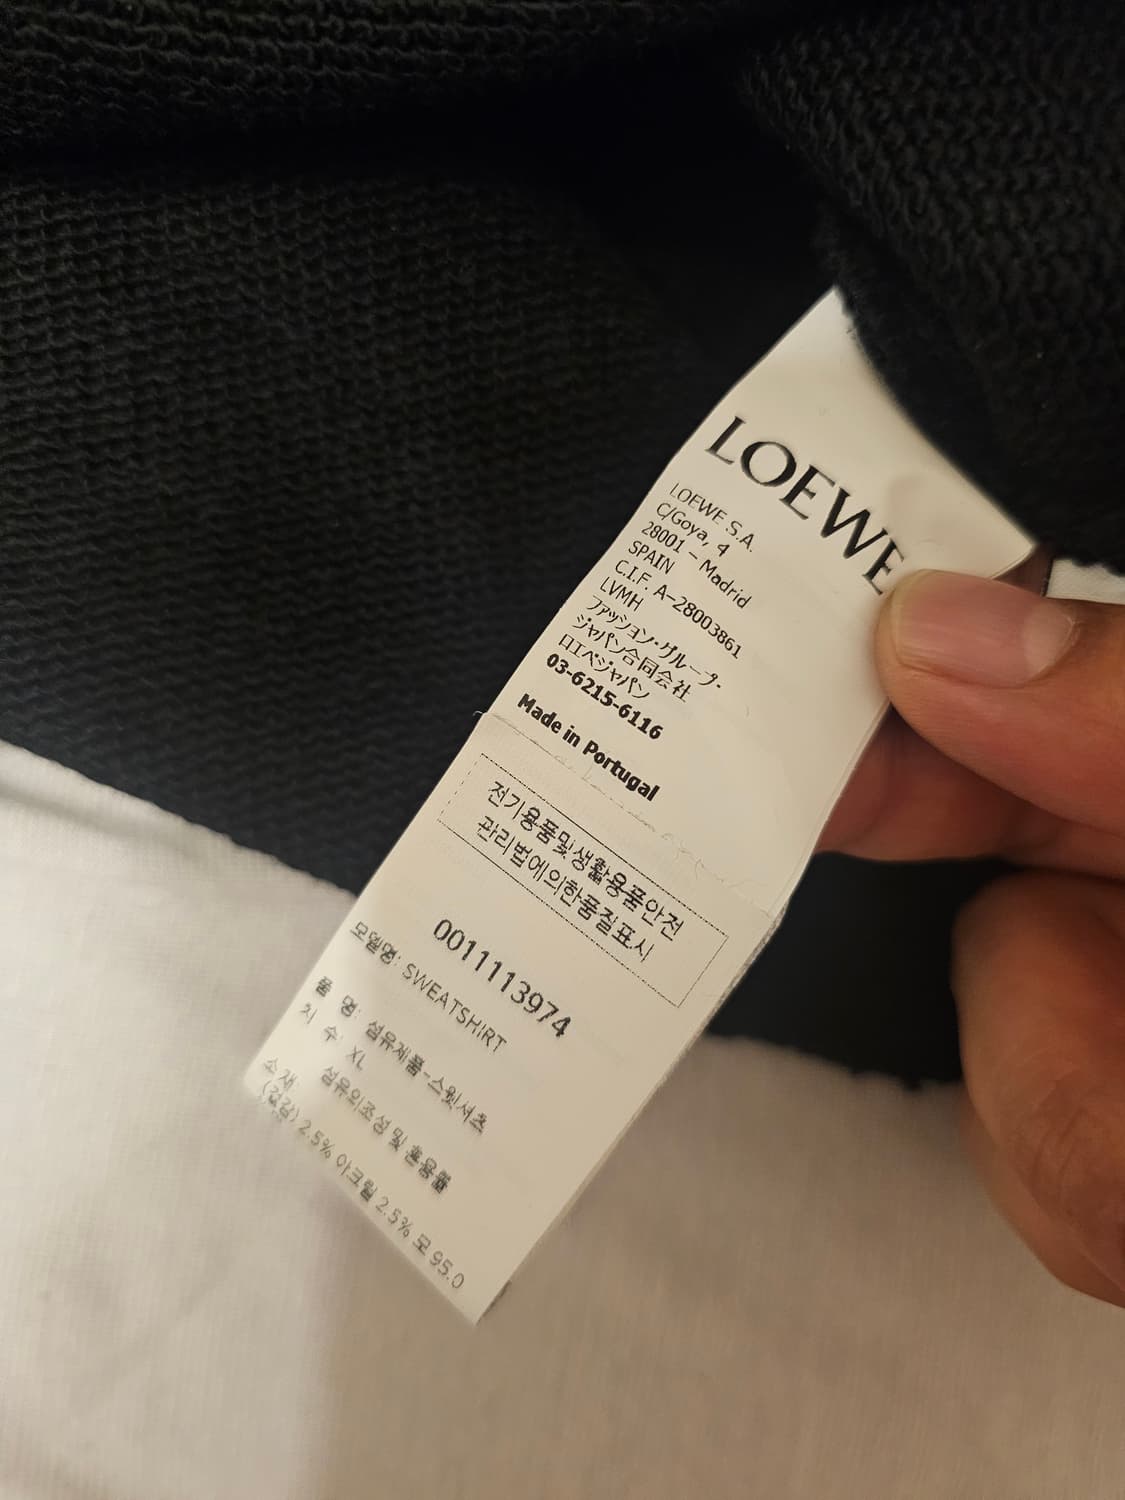 LOEWE
LOEWE S.A.
C/Goya, 4
28001 – Madrid
SPAIN
C.I.F. A-28003861
LVMH
ファッション・グループ・
ジャパン合同会社
ロエベジャパン
03-6215-6116
Made in Portugal
전기용품및생활용품안전
관리법에의한품질표시
0011113974
모델명: SWEATSHIRT
품 명: 섬유제품-스웻셔츠
치 수: XL
소재: 섬유의조성 및 혼용률
(겉감) 2.5% 아크릴 2.5% 모 95.0